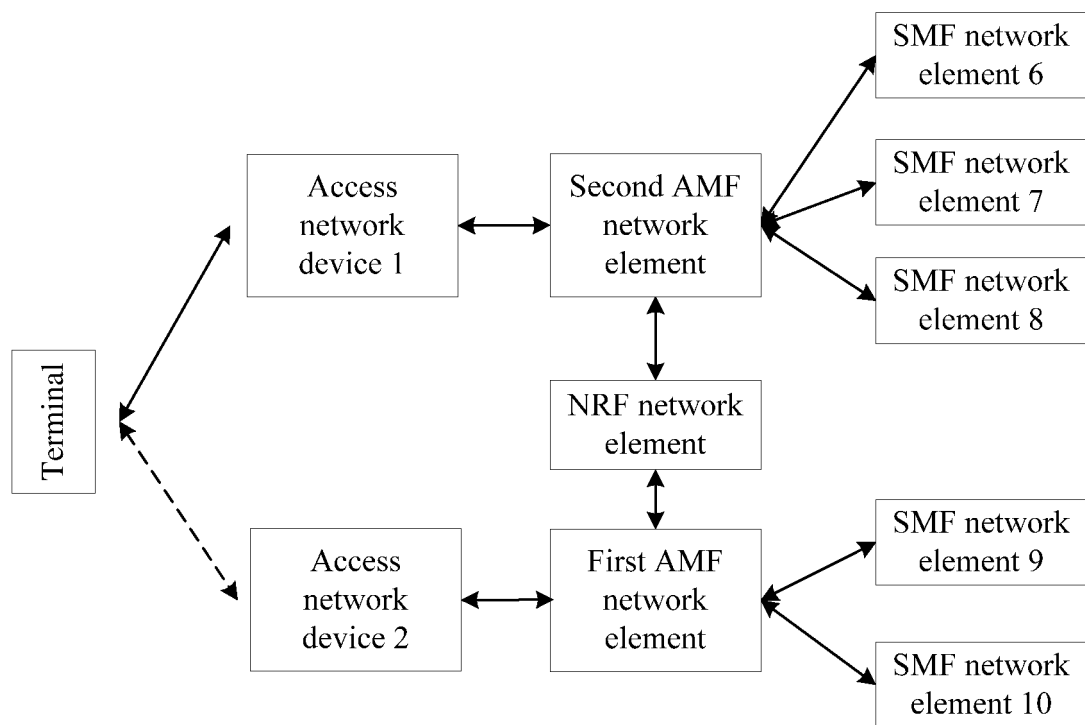 Terminal
Access
network
device 1
Second AMF
network
element
SMF network
element 6
SMF network
element 7
SMF network
element 8
NRF network
element
Access
network
device 2
First AMF
network
element
SMF network
element 9
SMF network
element 10